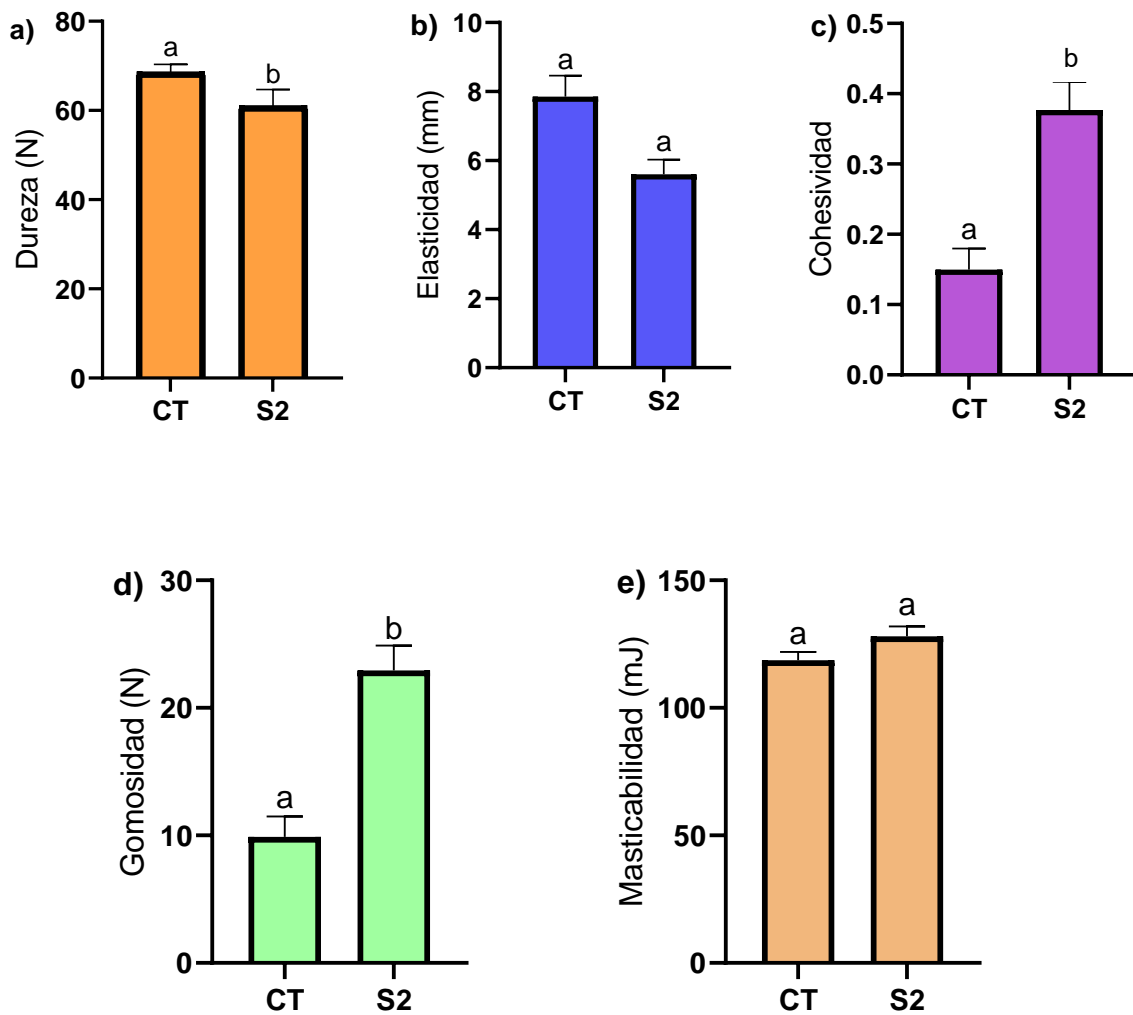 a)
Dureza (N)
80
60
40
20
0
a
b
CT
S2
b)
Elasticidad (mm)
10
8
6
4
2
0
a
a
CT
S2
c)
Cohesividad
0.5
0.4
0.3
0.2
0.1
0.0
a
b
CT
S2
d)
Gomosidad (N)
30
20
10
0
a
b
CT
S2
e)
Masticabilidad (mJ)
150
100
50
0
a
a
CT
S2